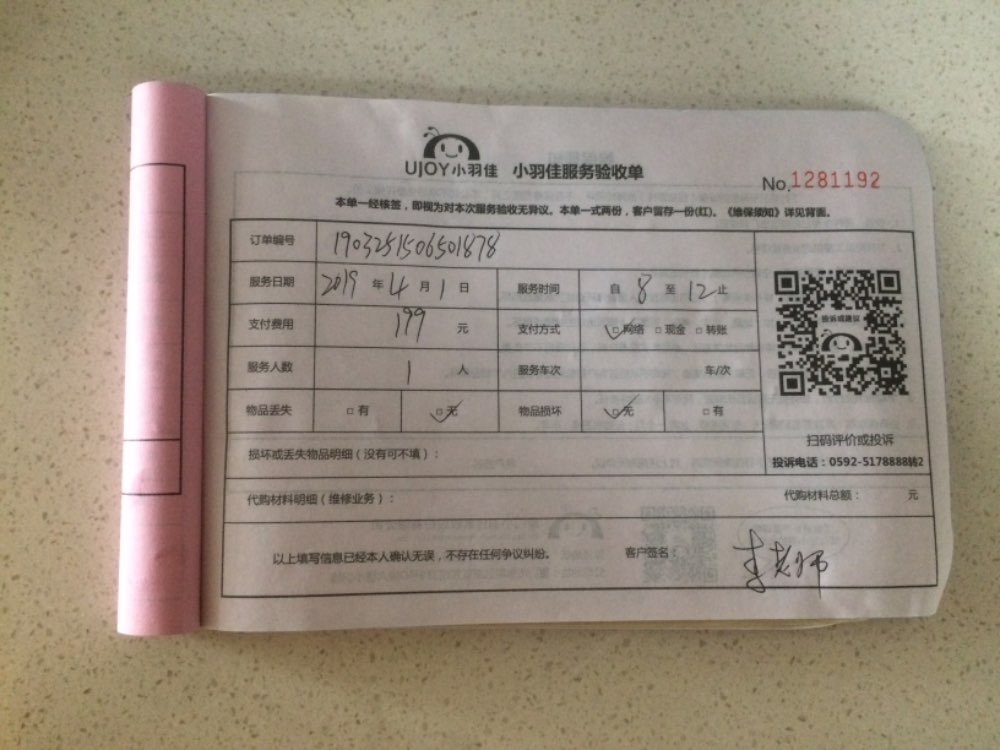 UJOY小羽佳 小羽佳服务验收单
No.1281192
本单一经核签，即视为对本次服务验收无异议。本单一式两份，客户留存一份(红)。《维保须知》详见背面。
订单编号 1903251506501878
服务日期 2019 年 4 月 1 日 服务时间 自 8 至 12 止
支付费用 199 元 支付方式 ☑网络 □现金 □转账
服务人数 1 人 服务车次 车/次
物品丢失 □有 ☑无 物品损坏 ☑无 □有
投诉或建议
扫码评价或投诉
投诉电话：0592-5178888转2
损坏或丢失物品明细（没有可不填）：
代购材料明细（维修业务）： 代购材料总额： 元
以上填写信息已经本人确认无误，不存在任何争议纠纷。 客户签名： 李老师